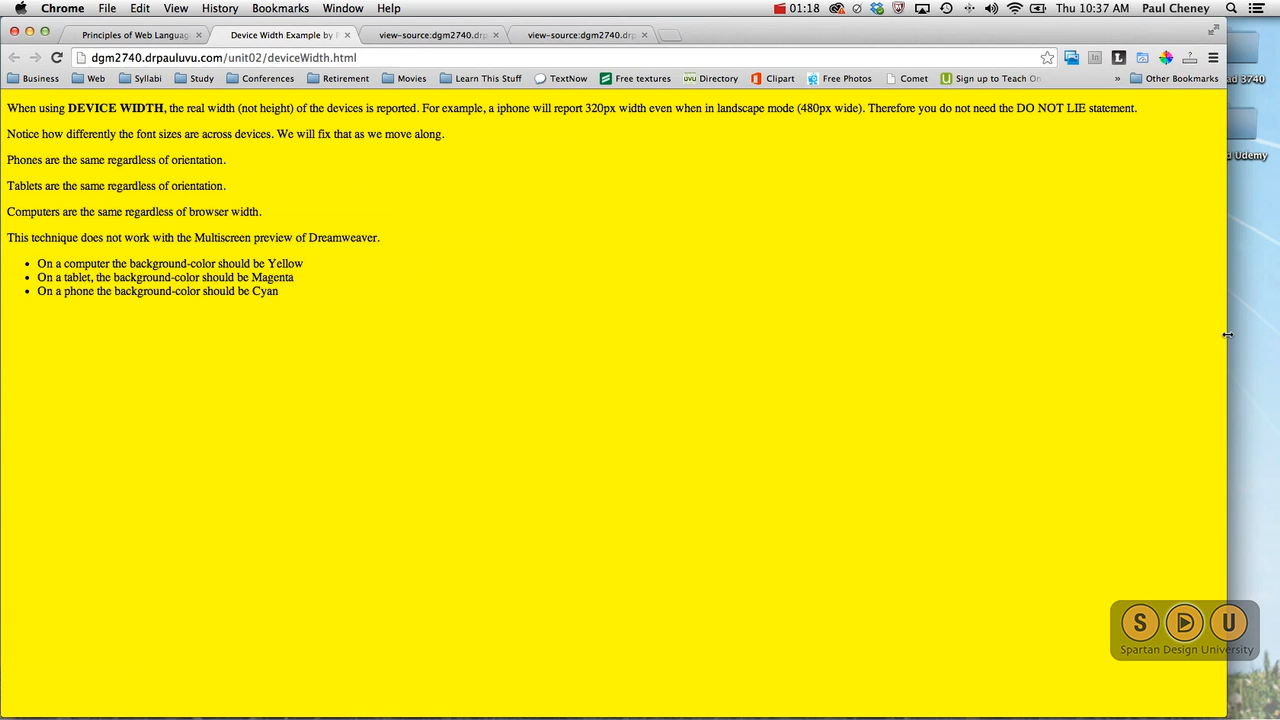 Chrome File Edit View History Bookmarks Window Help 01:18 Thu 10:37 AM Paul Cheney
Principles of Web Languag Device Width Example by P view-source:dgm2740.drp view-source:dgm2740.drp
dgm2740.drpauluvu.com/unit02/deviceWidth.html
Business Web Syllabi Study Conferences Retirement Movies Learn This Stuff TextNow Free textures UVU Directory Clipart Free Photos Comet U Sign up to Teach On » Other Bookmarks
When using DEVICE WIDTH, the real width (not height) of the devices is reported. For example, a iphone will report 320px width even when in landscape mode (480px wide). Therefore you do not need the DO NOT LIE statement.
Notice how differently the font sizes are across devices. We will fix that as we move along.
Phones are the same regardless of orientation.
Tablets are the same regardless of orientation.
Computers are the same regardless of browser width.
This technique does not work with the Multiscreen preview of Dreamweaver.
• On a computer the background-color should be Yellow
• On a tablet, the background-color should be Magenta
• On a phone the background-color should be Cyan
ad 3740
d Udemy
S D U
Spartan Design University